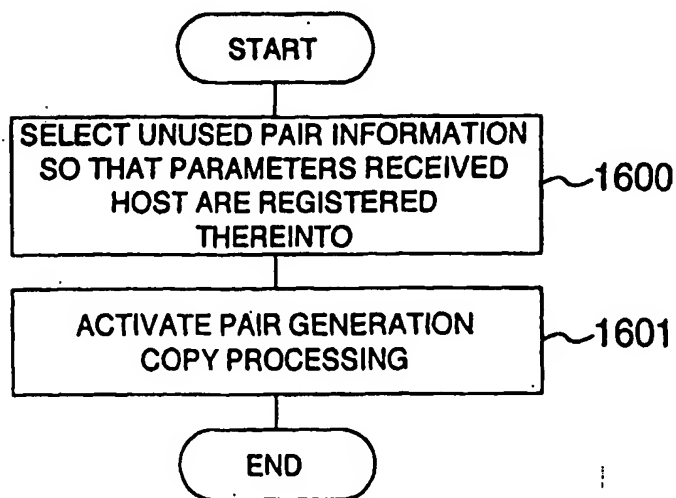 START
SELECT UNUSED PAIR INFORMATION
SO THAT PARAMETERS RECEIVED
HOST ARE REGISTERED
THEREINTO
1600
ACTIVATE PAIR GENERATION
COPY PROCESSING
1601
END